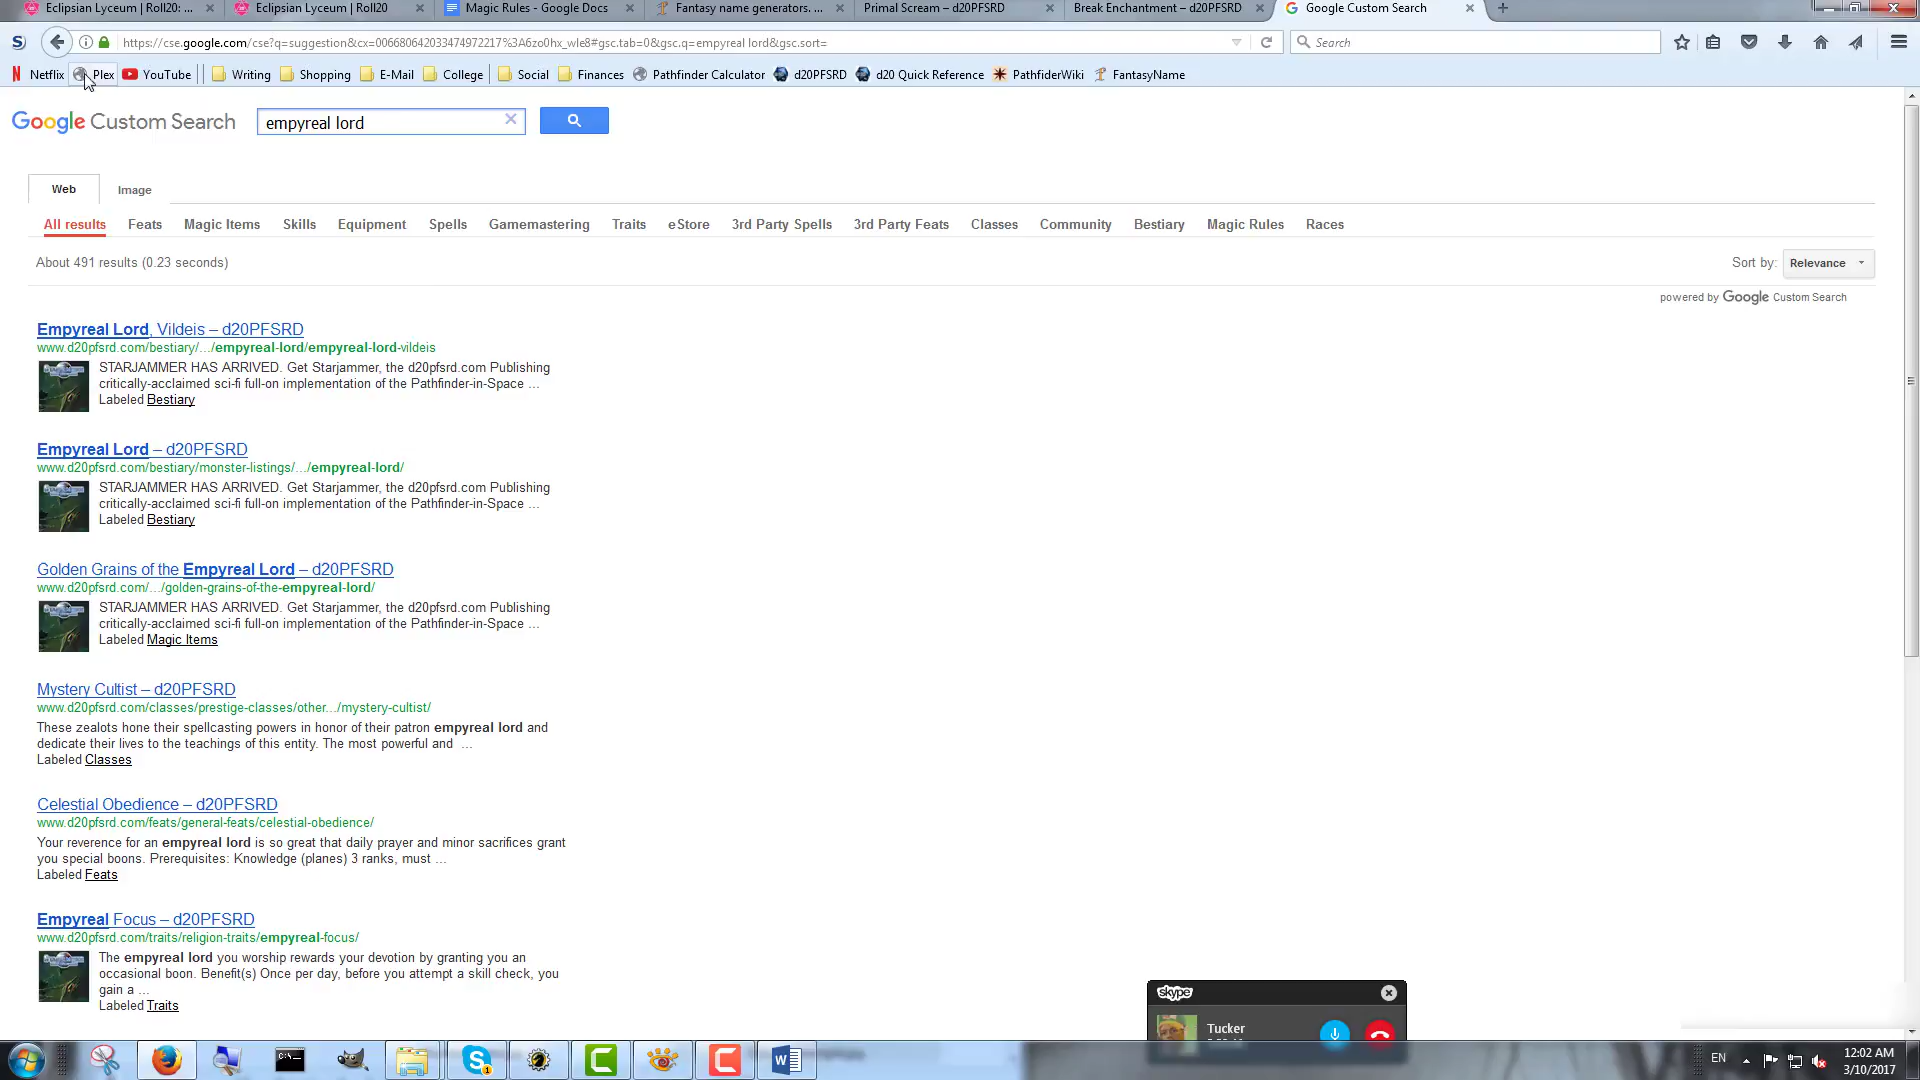 Eclipsian Lyceum | Roll20: ... Eclipsian Lyceum | Roll20 Magic Rules - Google Docs Fantasy name generators. ... Primal Scream – d20PFSRD Break Enchantment – d20PFSRD Google Custom Search
https://cse.google.com/cse?q=suggestion&cx=006680642033474972217%3A6zo0hx_wle8#gsc.tab=0&gsc.q=empyreal lord&gsc.sort= Search
Netflix Plex YouTube Writing Shopping E-Mail College Social Finances Pathfinder Calculator d20PFSRD d20 Quick Reference PathfiderWiki FantasyName
Google Custom Search empyreal lord
Web Image
All results Feats Magic Items Skills Equipment Spells Gamemastering Traits eStore 3rd Party Spells 3rd Party Feats Classes Community Bestiary Magic Rules Races
About 491 results (0.23 seconds) Sort by: Relevance
powered by Google Custom Search
Empyreal Lord, Vildeis – d20PFSRD
www.d20pfsrd.com/bestiary/.../empyreal-lord/empyreal-lord-vildeis
STARJAMMER HAS ARRIVED. Get Starjammer, the d20pfsrd.com Publishing
critically-acclaimed sci-fi full-on implementation of the Pathfinder-in-Space ...
Labeled Bestiary
Empyreal Lord – d20PFSRD
www.d20pfsrd.com/bestiary/monster-listings/.../empyreal-lord/
STARJAMMER HAS ARRIVED. Get Starjammer, the d20pfsrd.com Publishing
critically-acclaimed sci-fi full-on implementation of the Pathfinder-in-Space ...
Labeled Bestiary
Golden Grains of the Empyreal Lord – d20PFSRD
www.d20pfsrd.com/.../golden-grains-of-the-empyreal-lord/
STARJAMMER HAS ARRIVED. Get Starjammer, the d20pfsrd.com Publishing
critically-acclaimed sci-fi full-on implementation of the Pathfinder-in-Space ...
Labeled Magic Items
Mystery Cultist – d20PFSRD
www.d20pfsrd.com/classes/prestige-classes/other.../mystery-cultist/
These zealots hone their spellcasting powers in honor of their patron empyreal lord and
dedicate their lives to the teachings of this entity. The most powerful and ...
Labeled Classes
Celestial Obedience – d20PFSRD
www.d20pfsrd.com/feats/general-feats/celestial-obedience/
Your reverence for an empyreal lord is so great that daily prayer and minor sacrifices grant
you special boons. Prerequisites: Knowledge (planes) 3 ranks, must ...
Labeled Feats
Empyreal Focus – d20PFSRD
www.d20pfsrd.com/traits/religion-traits/empyreal-focus/
The empyreal lord you worship rewards your devotion by granting you an
occasional boon. Benefit(s) Once per day, before you attempt a skill check, you
gain a ...
Labeled Traits
skype
Tucker
EN 12:02 AM
3/10/2017